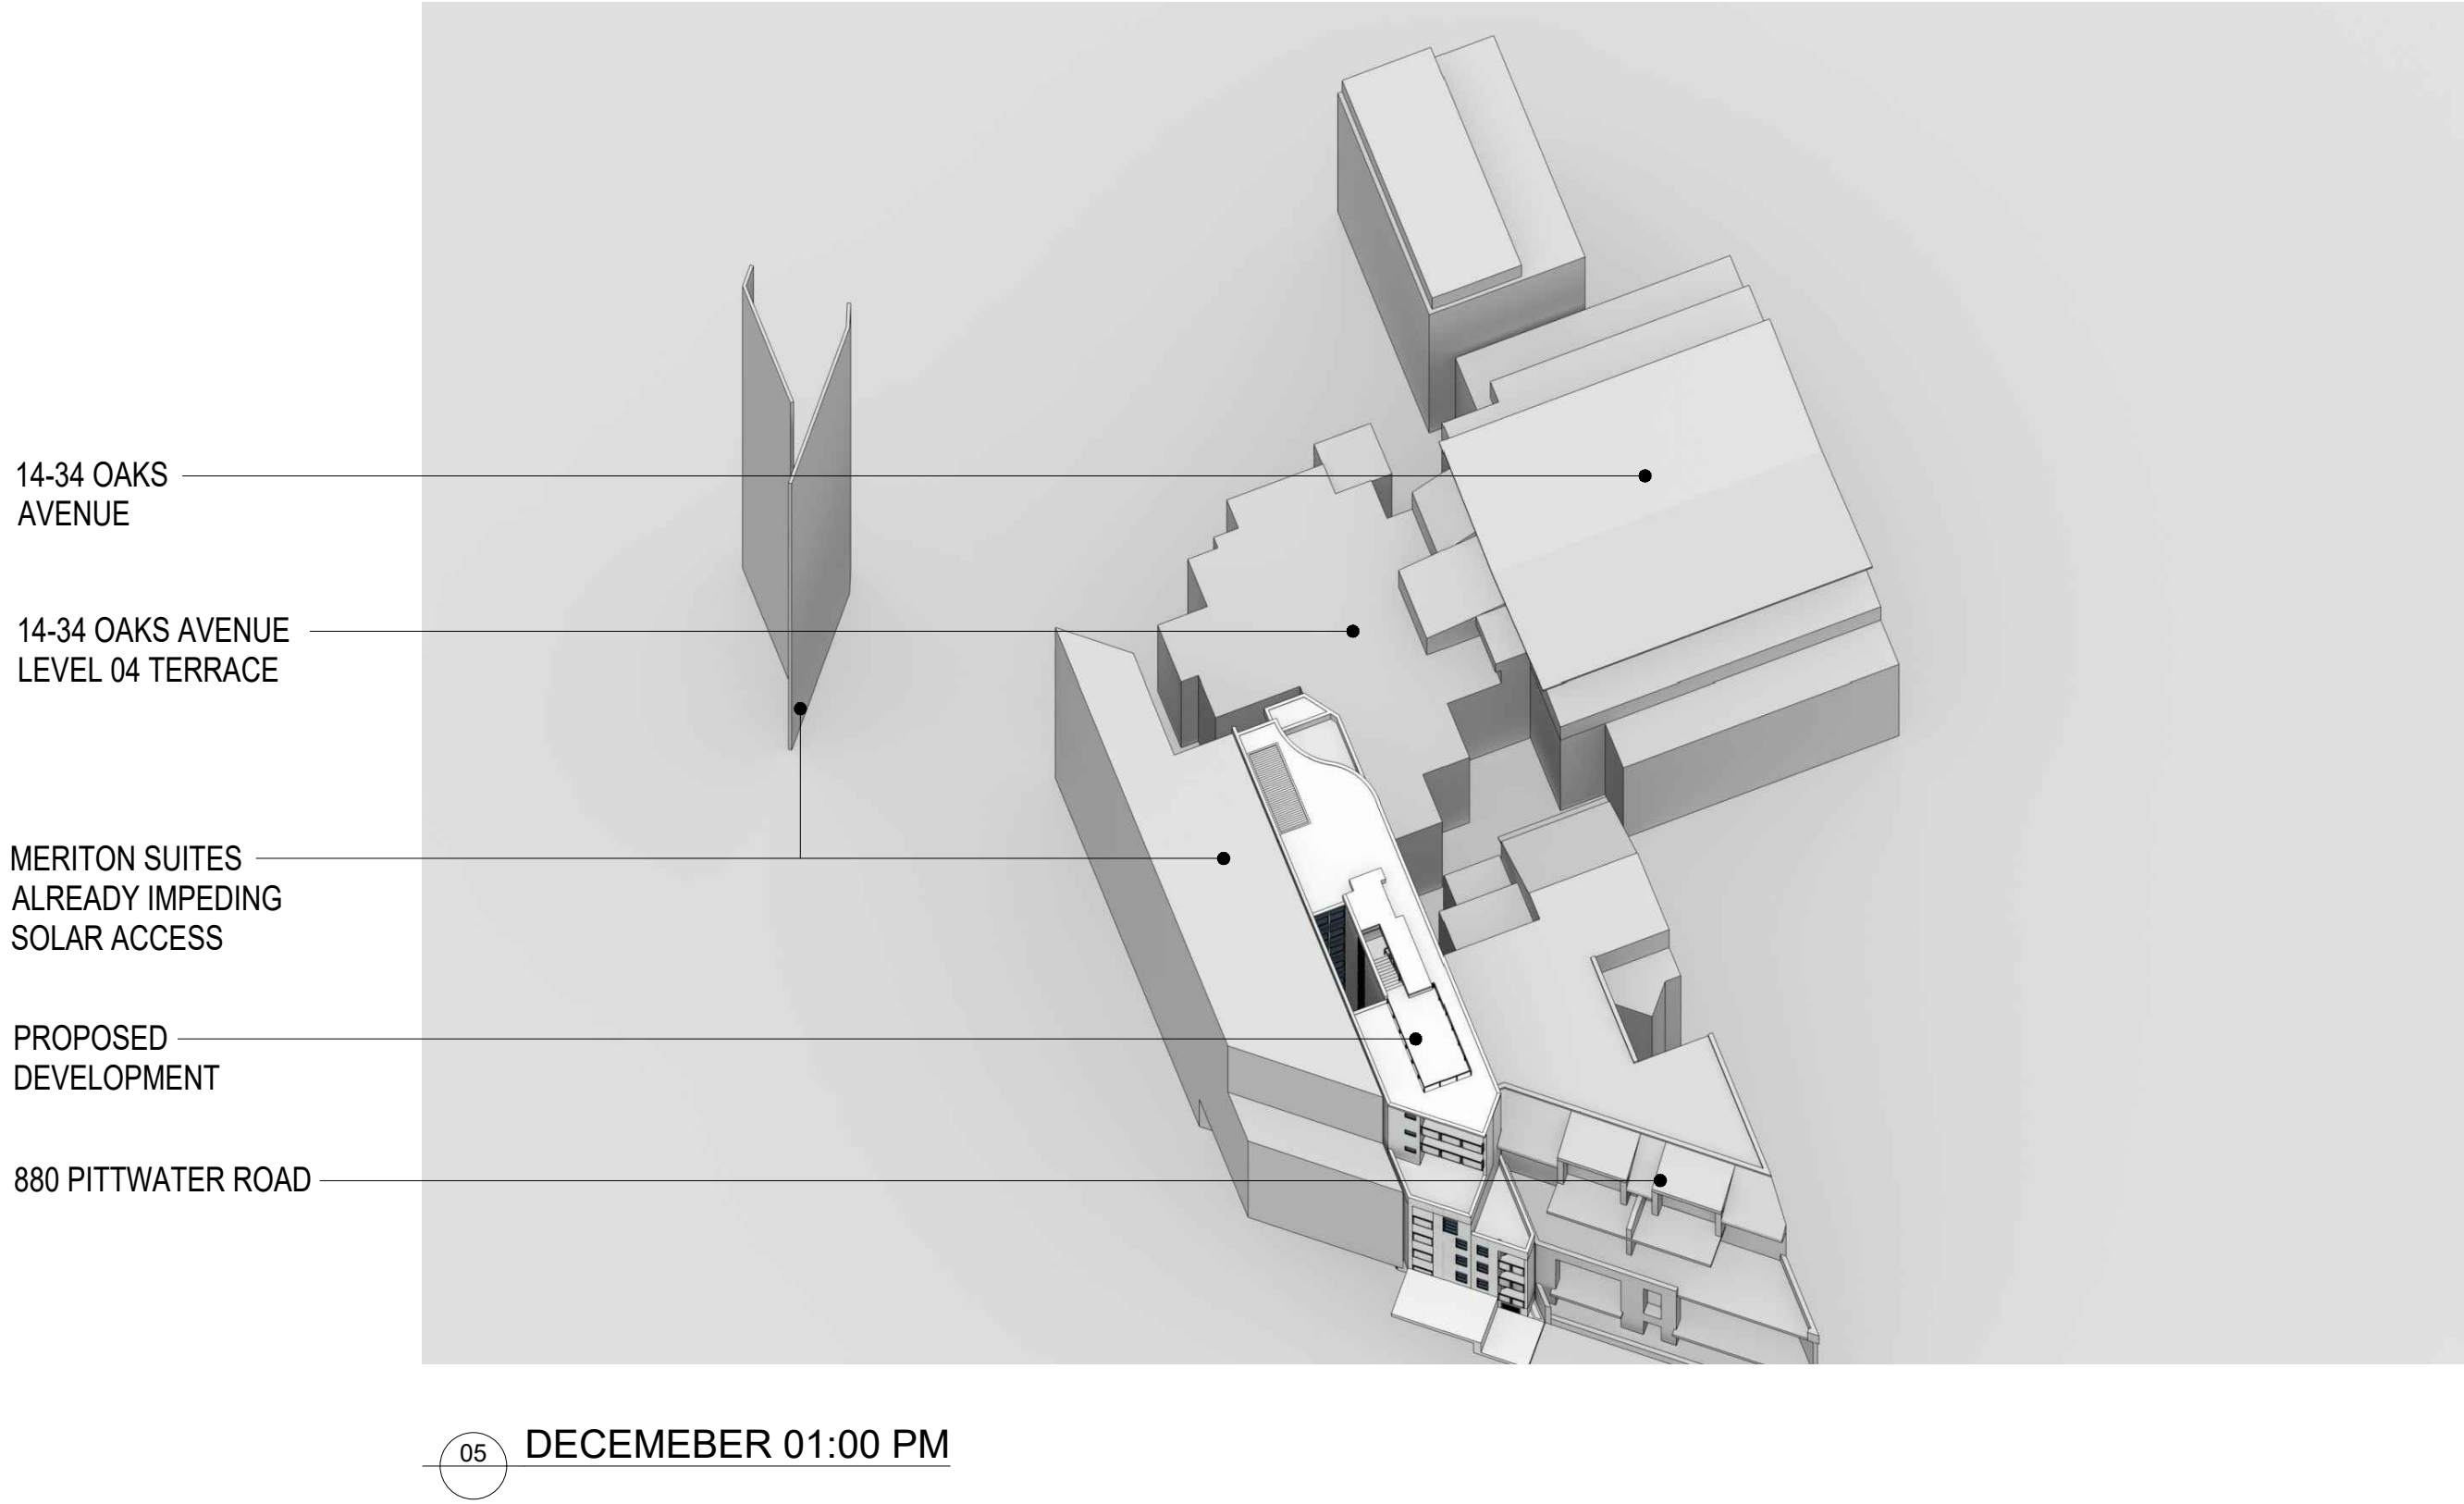 14-34 OAKS
AVENUE
14-34 OAKS AVENUE
LEVEL 04 TERRACE
MERITON SUITES
ALREADY IMPEDING
SOLAR ACCESS
PROPOSED
DEVELOPMENT
880 PITTWATER ROAD
05 DECEMEBER 01:00 PM